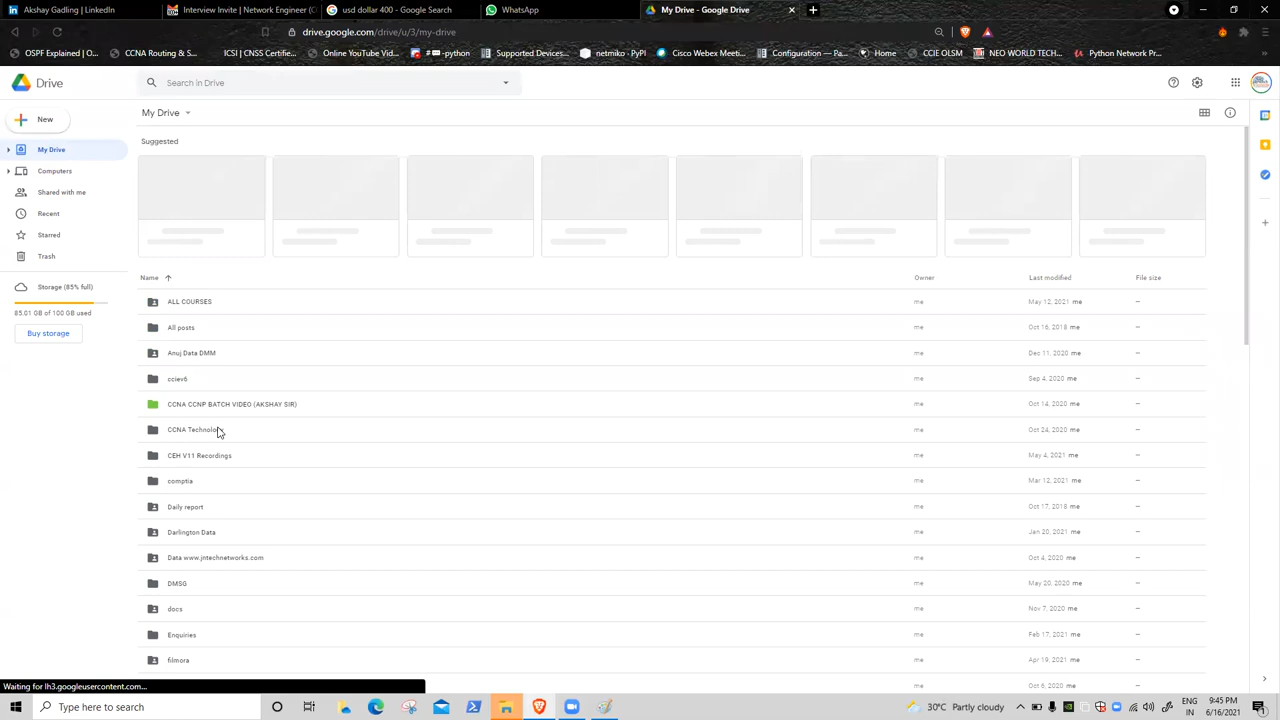 Akshay Gadling | LinkedIn
Interview Invite | Network Engineer (C
usd dollar 400 - Google Search
WhatsApp
My Drive - Google Drive
drive.google.com/drive/u/3/my-drive
OSPF Explained | O...
CCNA Routing & S...
ICSI | CNSS Certifi...
Online YouTube Vid...
-python
Supported Devices...
netmiko · PyPI
Cisco Webex Meet...
Configuration — Pa...
Home
CCIE OLSM
NEO WORLD TECH...
Python Network Pr...
Drive
Search in Drive
New
My Drive
My Drive
Computers
Shared with me
Recent
Starred
Trash
Storage (85% full)
85.01 GB of 100 GB used
Buy storage
Suggested
Name Owner Last modified File size
ALL COURSES me May 12, 2021 me –
All posts me Oct 16, 2018 me –
Anuj Data DMM me Dec 11, 2020 me –
cciev6 me Sep 4, 2020 me –
CCNA CCNP BATCH VIDEO (AKSHAY SIR) me Oct 14, 2020 me –
CCNA Technolo me Oct 24, 2020 me –
CEH V11 Recordings me May 4, 2021 me –
comptia me Mar 12, 2021 me –
Daily report me Oct 17, 2018 me –
Darlington Data me Jan 20, 2021 me –
Data www.jntechnetworks.com me Oct 4, 2020 me –
DMSG me May 20, 2020 me –
docs me Nov 7, 2020 me –
Enquiries me Feb 17, 2021 me –
filmora me Apr 19, 2021 me –
me Oct 6, 2020 me –
Waiting for lh3.googleusercontent.com...
Type here to search
30°C Partly cloudy
ENG
IN
9:45 PM
6/16/2021